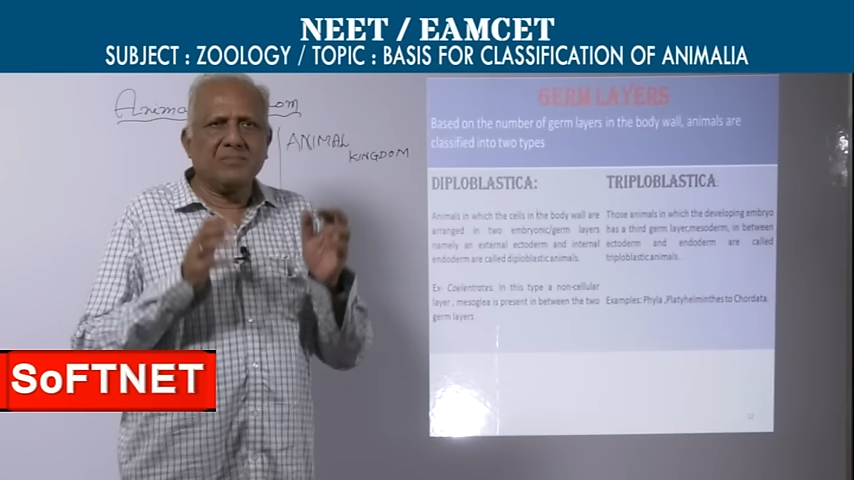 NEET / EAMCET
SUBJECT : ZOOLOGY / TOPIC : BASIS FOR CLASSIFICATION OF ANIMALIA
ANIMAL
KINGDOM
GERM LAYERS
Based on the number of germ layers in the body wall, animals are
classified into two types
DIPLOBLASTICA:
Animals in which the cells in the body wall are
arranged in two embryonic/germ layers
namely an external ectoderm and internal
endoderm are called diploblastic animals.
Ex- Coelentrates. In this type a non-cellular
layer , mesoglea is present in between the two
germ layers .
TRIPLOBLASTICA:
Those animals in which the developing embryo
has a third germ layer,mesoderm, in between
ectoderm and endoderm are called
triploblastic animals.
Examples: Phyla ,Platyhelminthes to Chordata.
SoFTNET